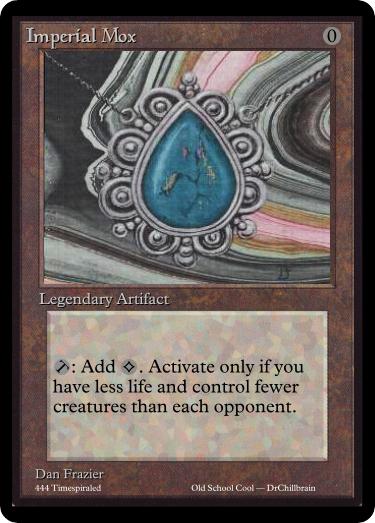 Imperial Mox 0
Legendary Artifact
: Add . Activate only if you
have less life and control fewer
creatures than each opponent.
Dan Frazier
444 Timespiraled Old School Cool — DrChillbrain